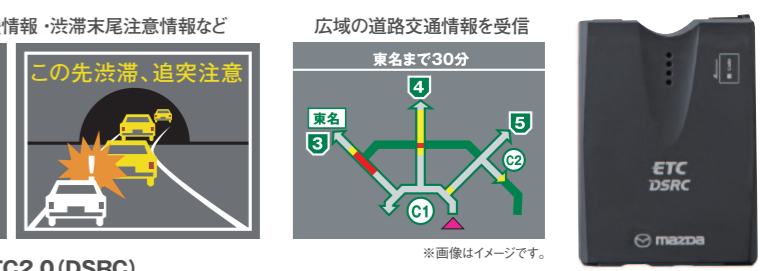 情報・渋滞末尾注意情報など
この先渋滞、追突注意
広域の道路交通情報を受信
東名まで30分
4
東名
3
5
C2
C1
※画像はイメージです。
ETC
DSRC
mazda
TC2.0(DSRC)